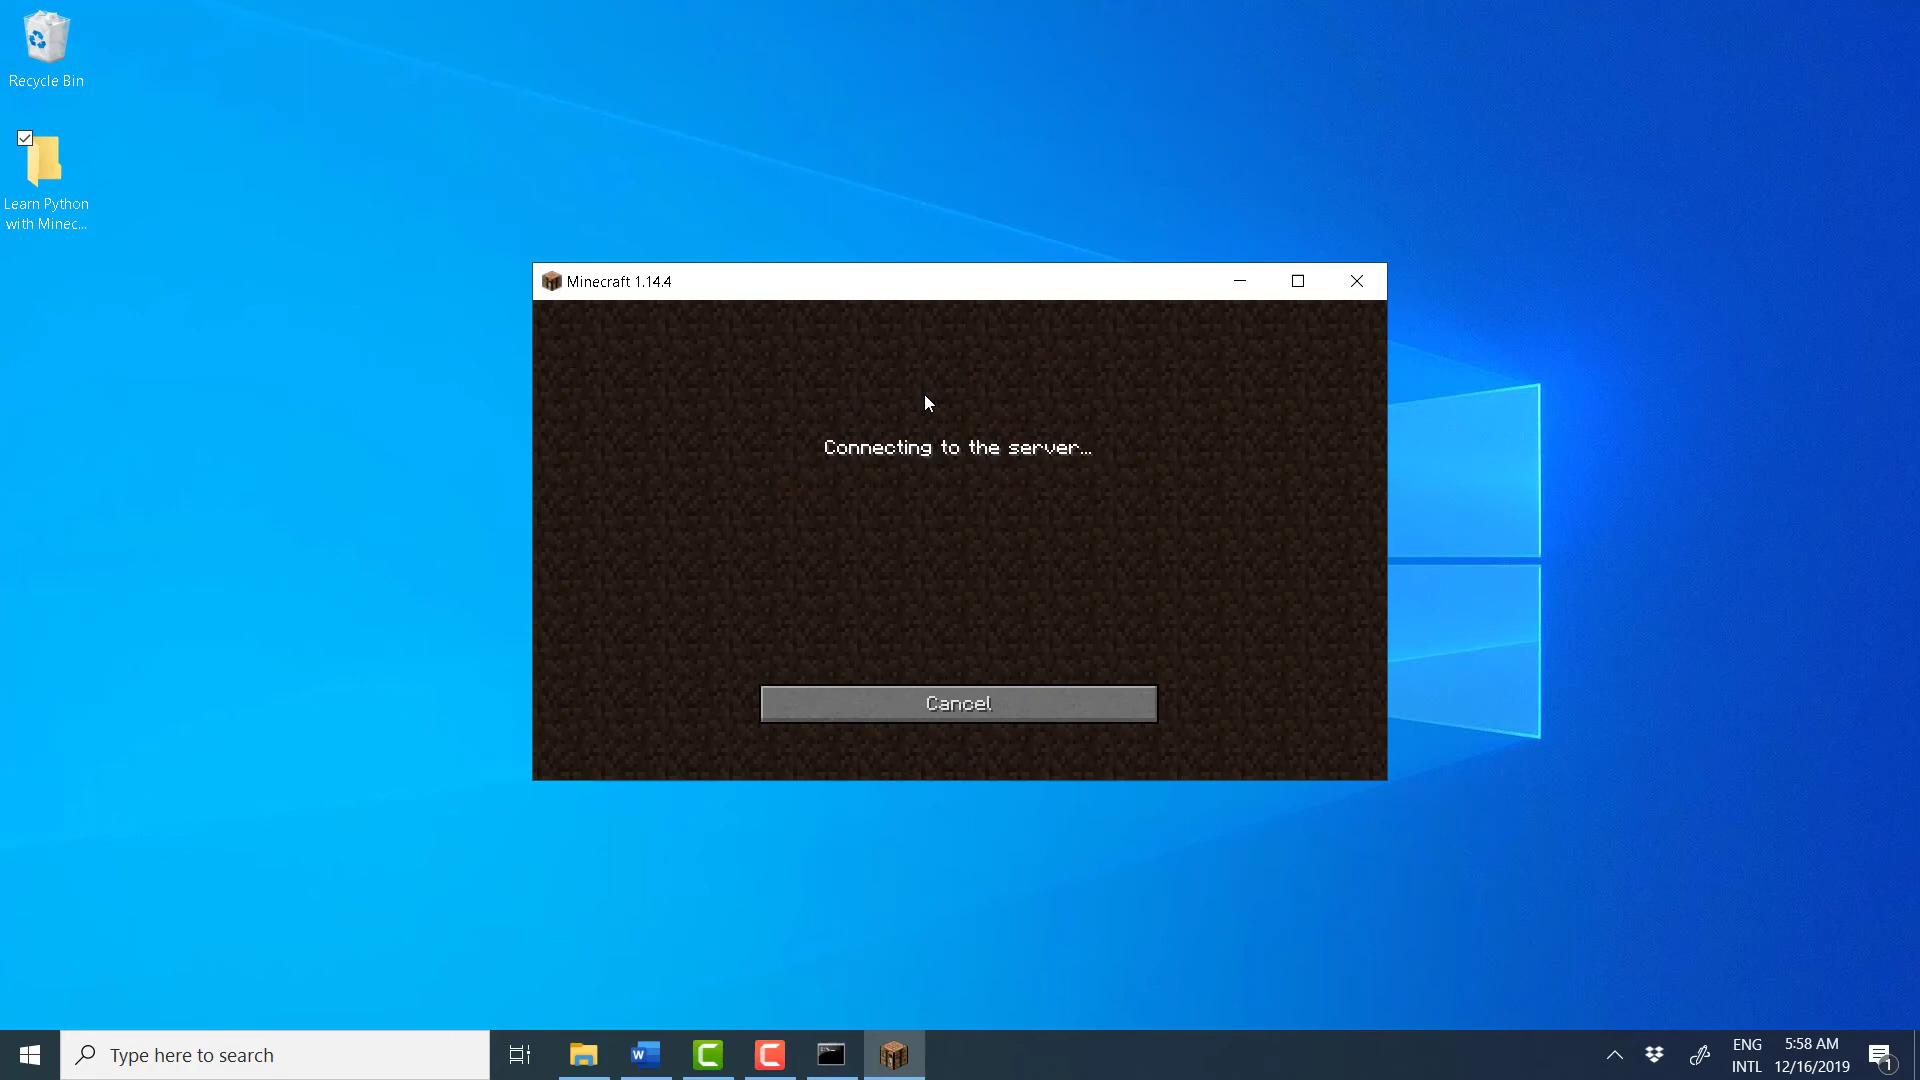 Recycle Bin
Learn Python
with Minec...
Minecraft 1.14.4
Connecting to the server...
Cancel
Type here to search
W
ENG
INTL
5:58 AM
12/16/2019
1